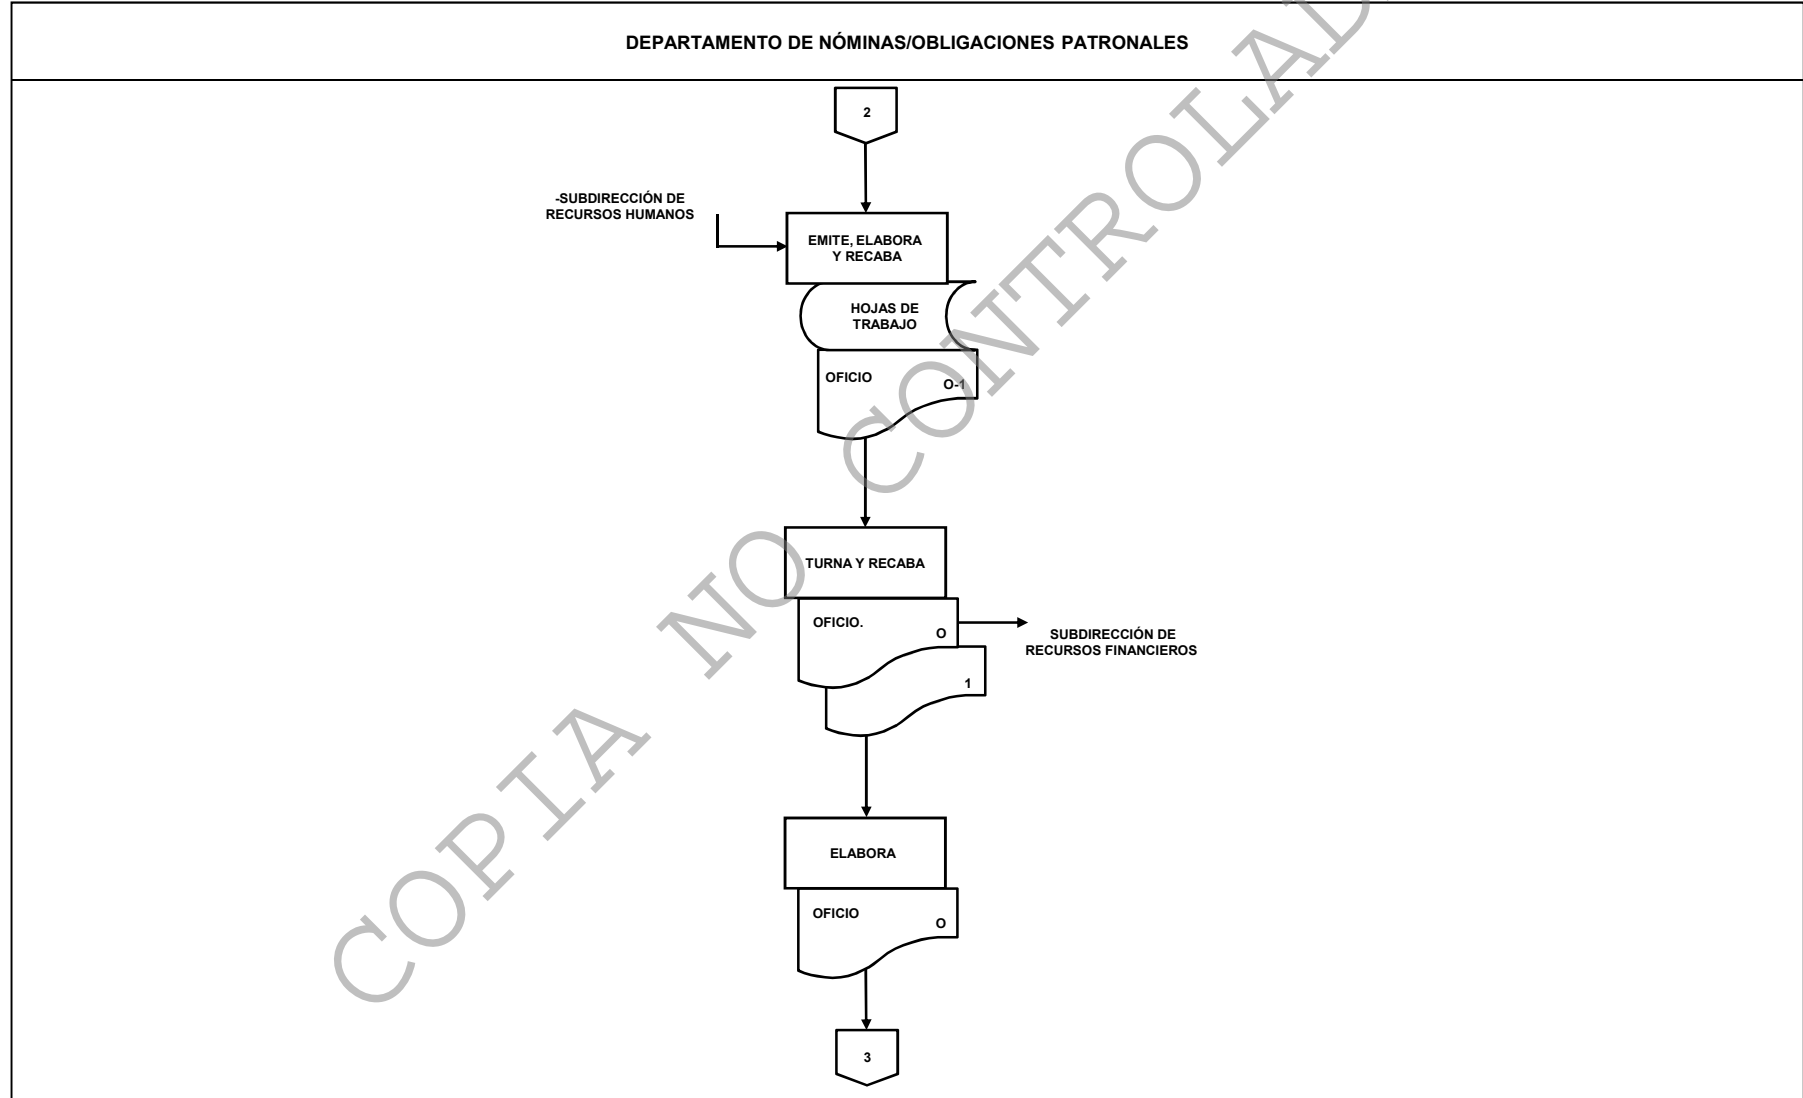 DEPARTAMENTO DE NÓMINAS/OBLIGACIONES PATRONALES
2
-SUBDIRECCIÓN DE
RECURSOS HUMANOS
EMITE, ELABORA
Y RECABA
HOJAS DE
TRABAJO
OFICIO
O-1
TURNA Y RECABA
OFICIO.
O
SUBDIRECCIÓN DE
RECURSOS FINANCIEROS
1
ELABORA
OFICIO
O
3
COPIA NO CONTROLAD